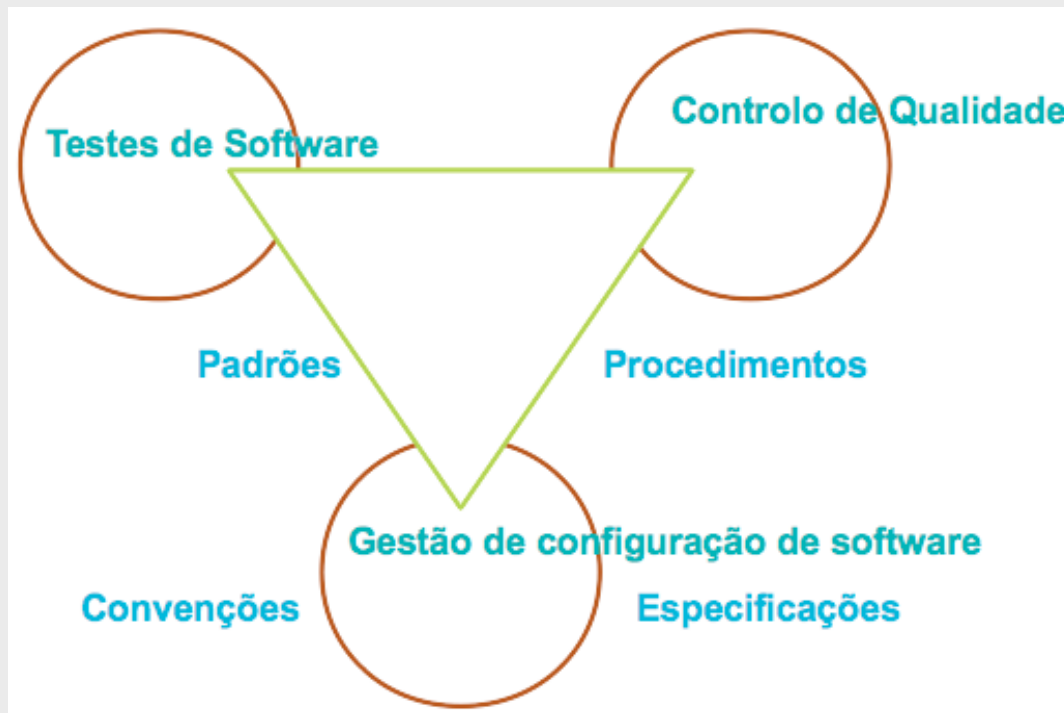 Controlo de Qualidade
Testes de Software
Padrões
Procedimentos
Gestão de configuração de software
Convenções
Especificações